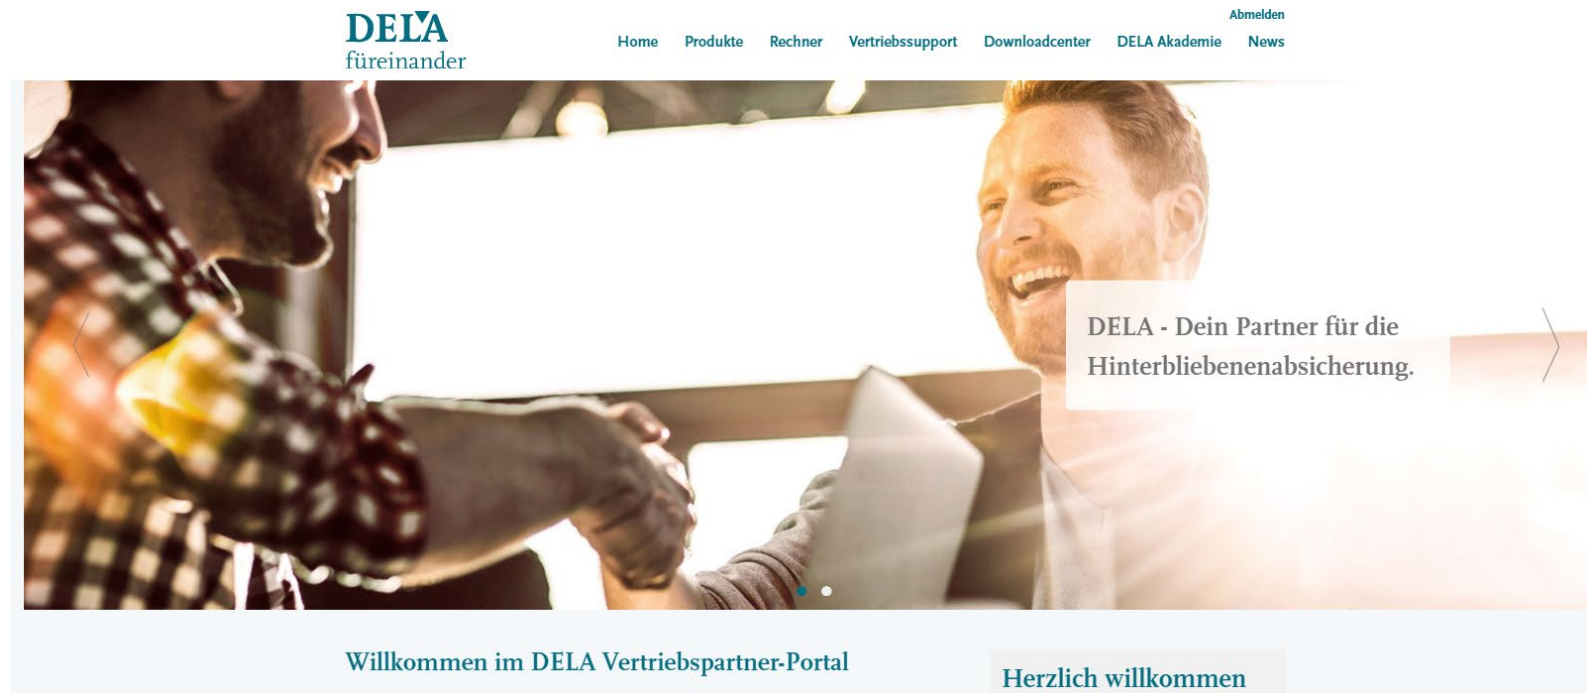 DELA
füreinander
Abmelden
Home Produkte Rechner Vertriebssupport Downloadcenter DELA Akademie News
DELA - Dein Partner für die
Hinterbliebenenabsicherung.
Willkommen im DELA Vertriebspartner-Portal
Herzlich willkommen